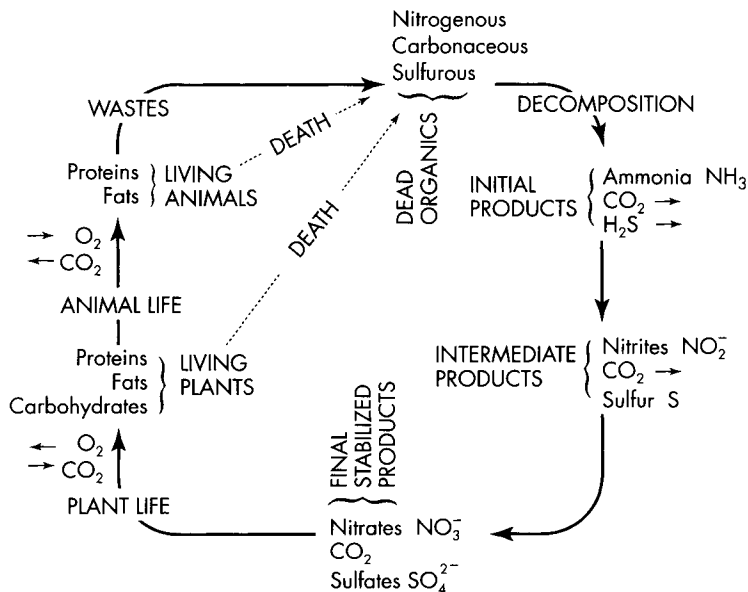 Nitrogenous
Carbonaceous
Sulfurous
DEAD
ORGANICS
DECOMPOSITION
INITIAL
PRODUCTS
Ammonia NH₃
CO₂ →
H₂S →
INTERMEDIATE
PRODUCTS
Nitrites NO₂⁻
CO₂ →
Sulfur S
FINAL
STABILIZED
PRODUCTS
Nitrates NO₃⁻
CO₂
Sulfates SO₄²⁻
PLANT LIFE
← O₂
→ CO₂
Proteins
Fats
Carbohydrates
LIVING
PLANTS
DEATH
ANIMAL LIFE
→ O₂
← CO₂
Proteins
Fats
LIVING
ANIMALS
DEATH
WASTES